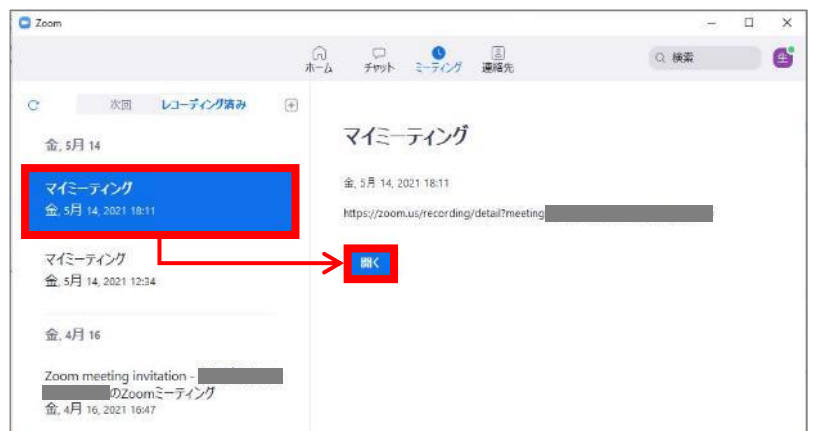 Zoom
ホーム
チャット
ミーティング
連絡先
検索
生
次回
レコーディング済み
金, 5月 14
マイミーティング
金, 5月 14, 2021 18:11
マイミーティング
金, 5月 14, 2021 12:34
金, 4月 16
Zoom meeting invitation -
のZoomミーティング
金, 4月 16, 2021 16:47
マイミーティング
金, 5月 14, 2021 18:11
https://zoom.us/recording/detail?meeting
開く